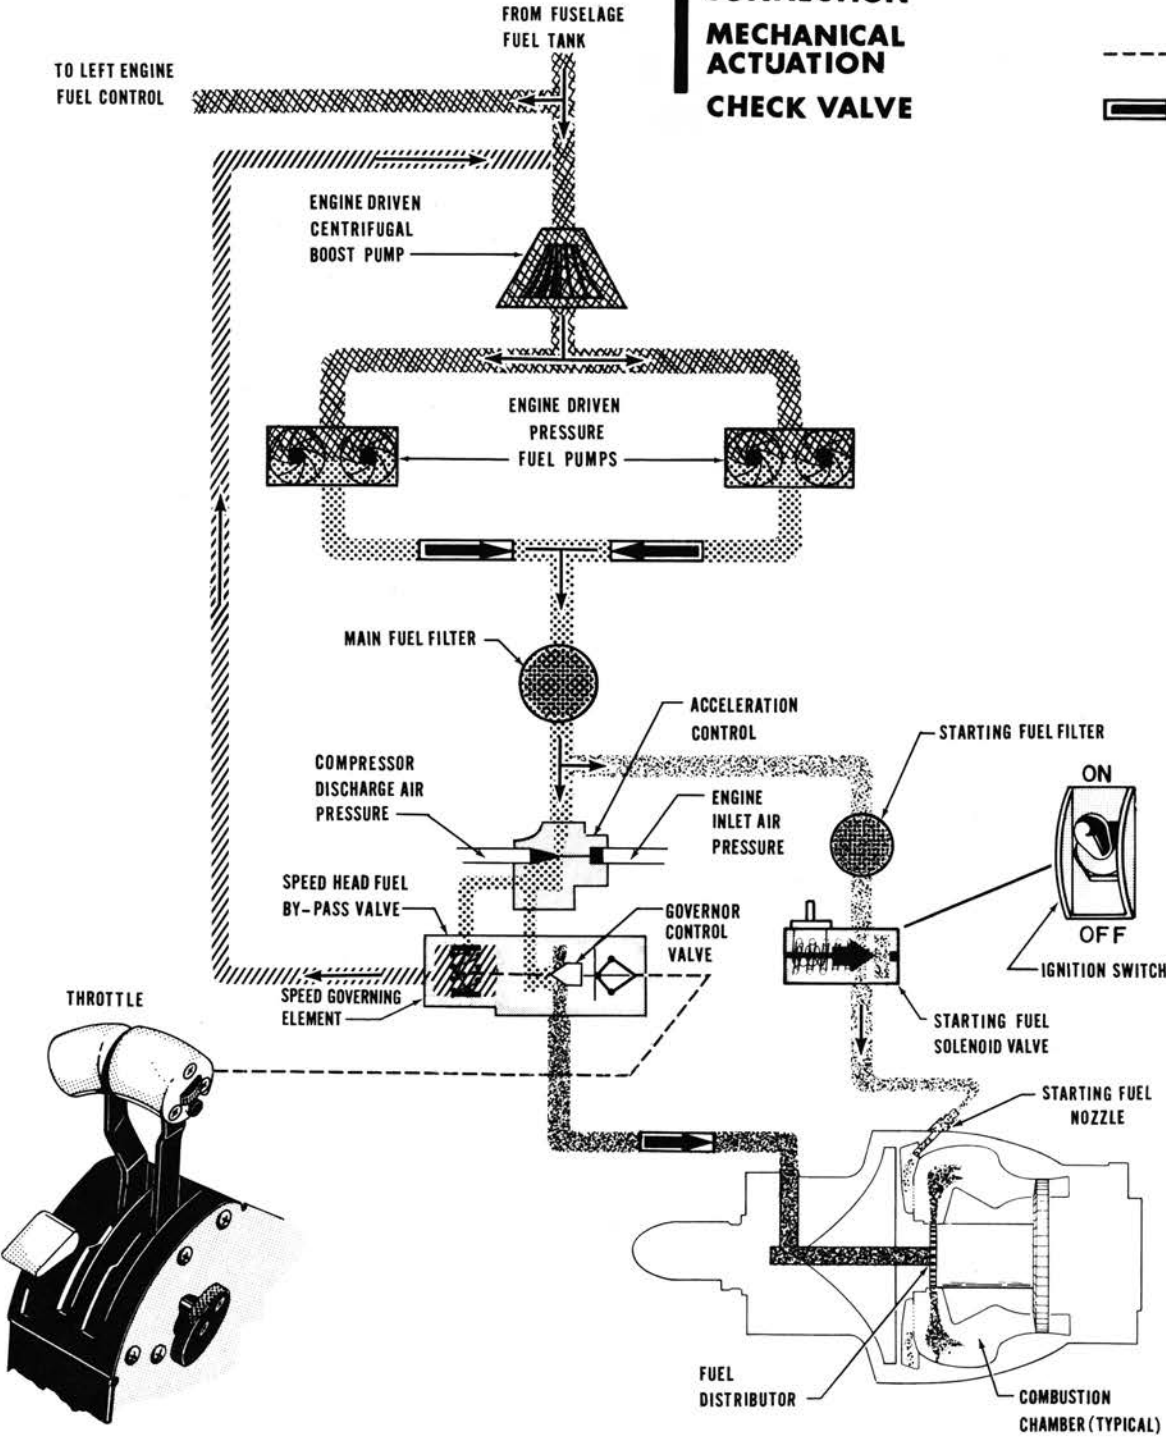 FROM FUSELAGE
FUEL TANK
MECHANICAL
ACTUATION
CHECK VALVE
TO LEFT ENGINE
FUEL CONTROL
ENGINE DRIVEN
CENTRIFUGAL
BOOST PUMP
ENGINE DRIVEN
PRESSURE
FUEL PUMPS
MAIN FUEL FILTER
ACCELERATION
CONTROL
STARTING FUEL FILTER
COMPRESSOR
DISCHARGE AIR
PRESSURE
ENGINE
INLET AIR
PRESSURE
ON
OFF
IGNITION SWITCH
SPEED HEAD FUEL
BY-PASS VALVE
GOVERNOR
CONTROL
VALVE
SPEED GOVERNING
ELEMENT
THROTTLE
STARTING FUEL
SOLENOID VALVE
STARTING FUEL
NOZZLE
FUEL
DISTRIBUTOR
COMBUSTION
CHAMBER (TYPICAL)